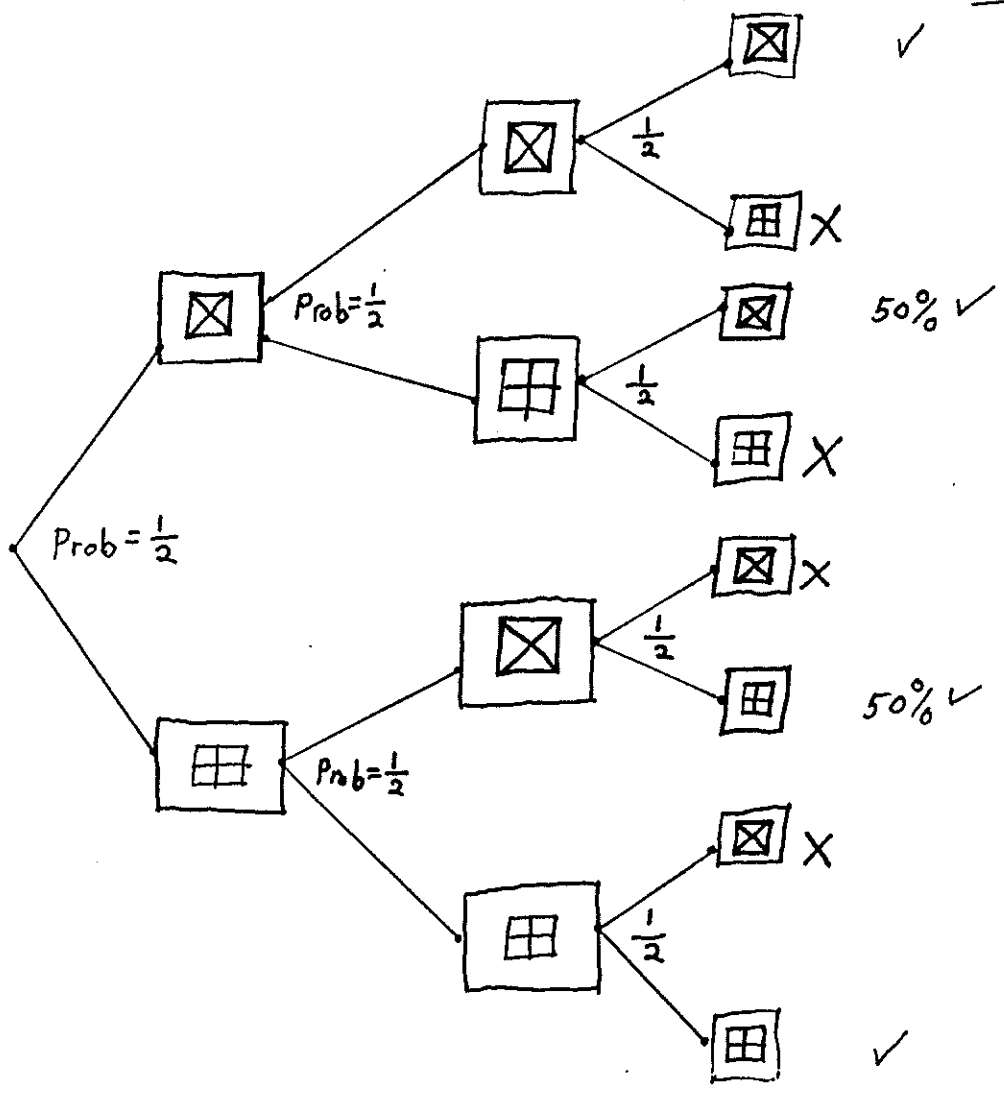 ✓
1/2
X
Prob=1/2
50% ✓
1/2
X
Prob=1/2
X
1/2
50% ✓
Prob=1/2
X
1/2
✓